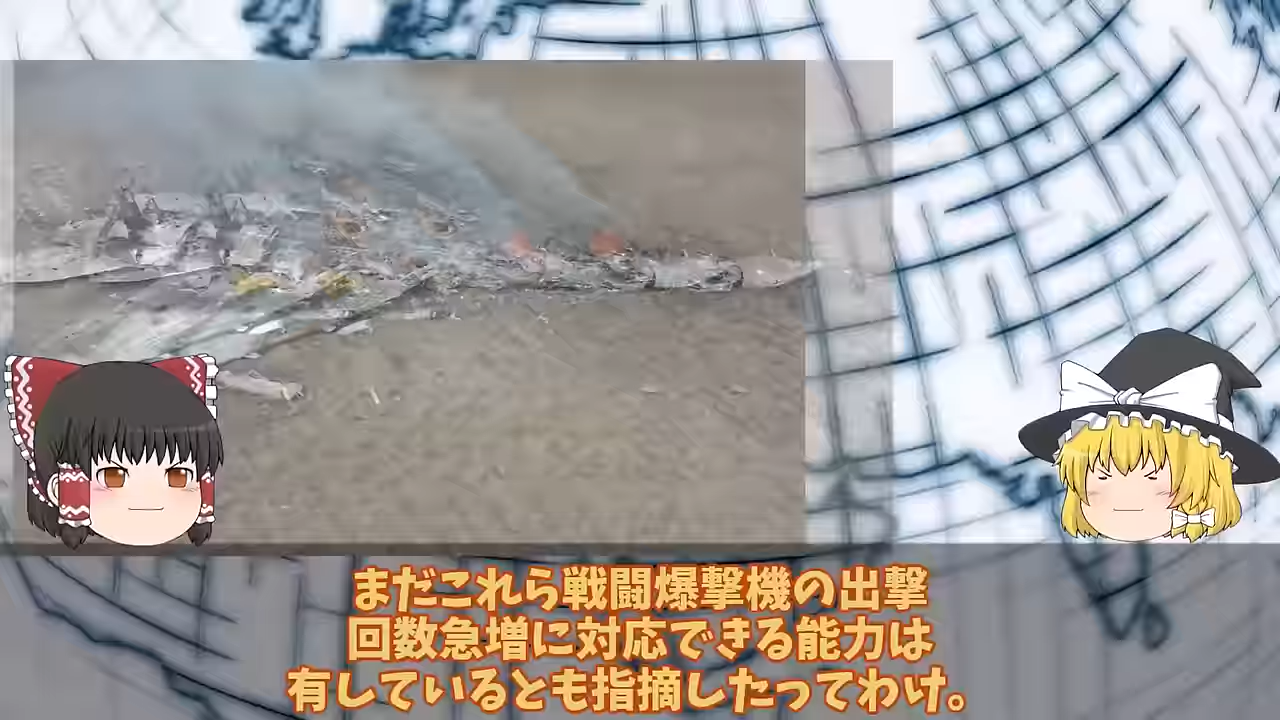 まだこれら戦闘爆撃機の出撃
回数急増に対応できる能力は
有しているとも指摘したってわけ。